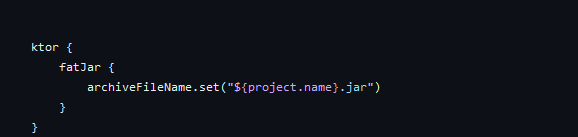 ktor {
    fatJar {
        archiveFileName.set("${project.name}.jar")
    }
}